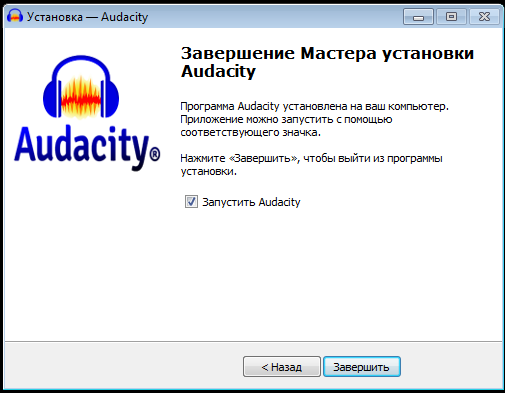 Установка — Audacity
Завершение Мастера установки
Audacity
Программа Audacity установлена на ваш компьютер.
Приложение можно запустить с помощью
соответствующего значка.
Нажмите «Завершить», чтобы выйти из программы
установки.
Запустить Audacity
Audacity®
< Назад
Завершить